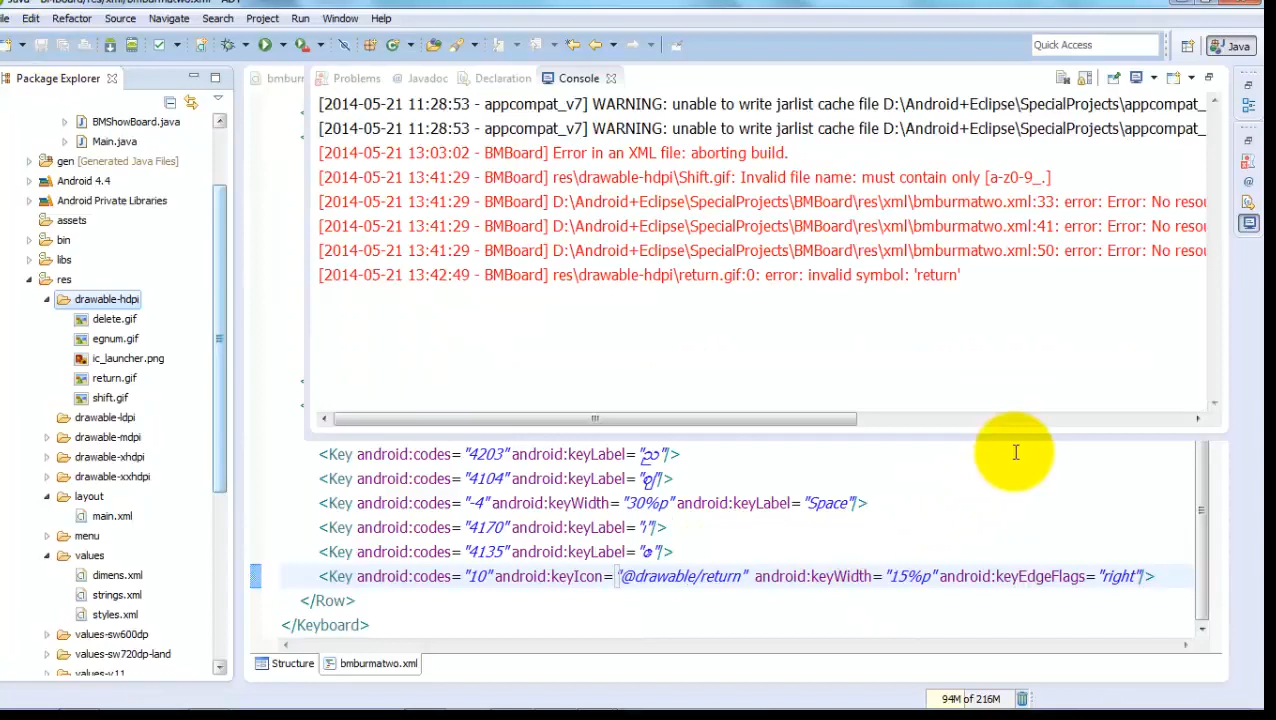 Edit Refactor Source Navigate Search Project Run Window Help
Quick Access
Java
Package Explorer
Problems
Javadoc
Declaration
Console
BMShowBoard.java
Main.java
gen [Generated Java Files]
Android 4.4
Android Private Libraries
assets
bin
libs
res
drawable-hdpi
delete.gif
egnum.gif
ic_launcher.png
return.gif
shift.gif
drawable-ldpi
drawable-mdpi
drawable-xhdpi
drawable-xxhdpi
layout
main.xml
menu
values
dimens.xml
strings.xml
styles.xml
values-sw600dp
values-sw720dp-land
values-v11
[2014-05-21 11:28:53 - appcompat_v7] WARNING: unable to write jarlist cache file D:\Android+Eclipse\SpecialProjects\appcompat_
[2014-05-21 11:28:53 - appcompat_v7] WARNING: unable to write jarlist cache file D:\Android+Eclipse\SpecialProjects\appcompat_
[2014-05-21 13:03:02 - BMBoard] Error in an XML file: aborting build.
[2014-05-21 13:41:29 - BMBoard] res\drawable-hdpi\Shift.gif: Invalid file name: must contain only [a-z0-9_.]
[2014-05-21 13:41:29 - BMBoard] D:\Android+Eclipse\SpecialProjects\BMBoard\res\xml\bmburmatwo.xml:33: error: Error: No resou
[2014-05-21 13:41:29 - BMBoard] D:\Android+Eclipse\SpecialProjects\BMBoard\res\xml\bmburmatwo.xml:41: error: Error: No resou
[2014-05-21 13:41:29 - BMBoard] D:\Android+Eclipse\SpecialProjects\BMBoard\res\xml\bmburmatwo.xml:50: error: Error: No resou
[2014-05-21 13:42:49 - BMBoard] res\drawable-hdpi\return.gif:0: error: invalid symbol: 'return'
<Key android:codes="4203" android:keyLabel="
<Key android:codes="4104" android:keyLabel="
<Key android:codes="-4" android:keyWidth="30%p" android:keyLabel="Space"/>
<Key android:codes="4170" android:keyLabel="
<Key android:codes="4135" android:keyLabel="
<Key android:codes="10" android:keyIcon="@drawable/return" android:keyWidth="15%p" android:keyEdgeFlags="right"/>
</Row>
</Keyboard>
Structure
bmburmatwo.xml
94M of 216M